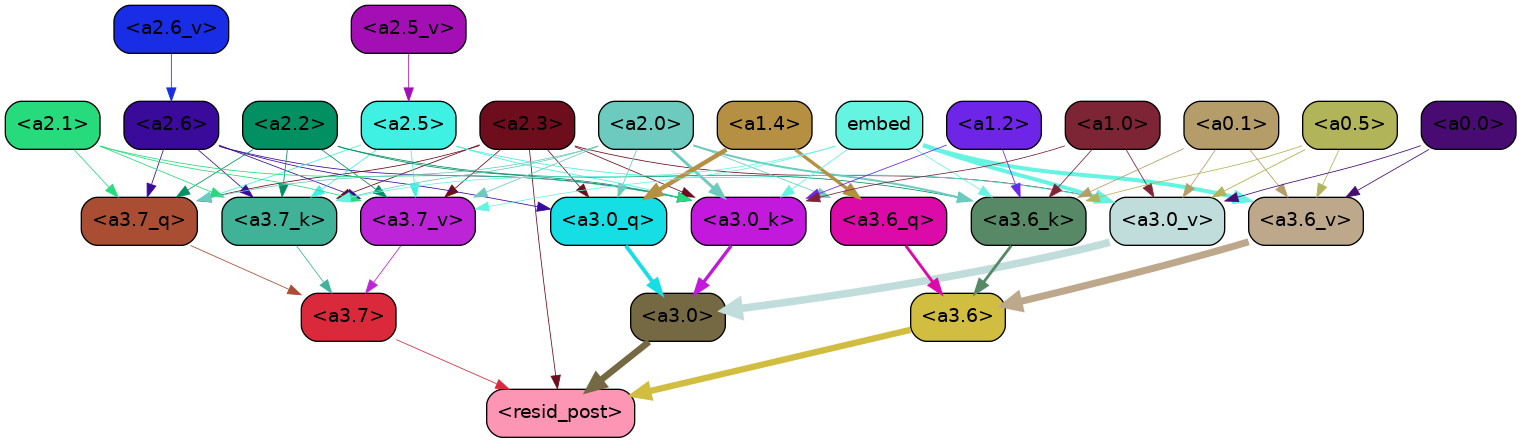 <a2.6_v> <a2.5_v>
<a2.1> <a2.6> <a2.2> <a2.5> <a2.3> <a2.0> <a1.4> embed <a1.2> <a1.0> <a0.1> <a0.5> <a0.0>
<a3.7_q> <a3.7_k> <a3.7_v> <a3.0_q> <a3.0_k> <a3.6_q> <a3.6_k> <a3.0_v> <a3.6_v>
<a3.7> <a3.0> <a3.6>
<resid_post>